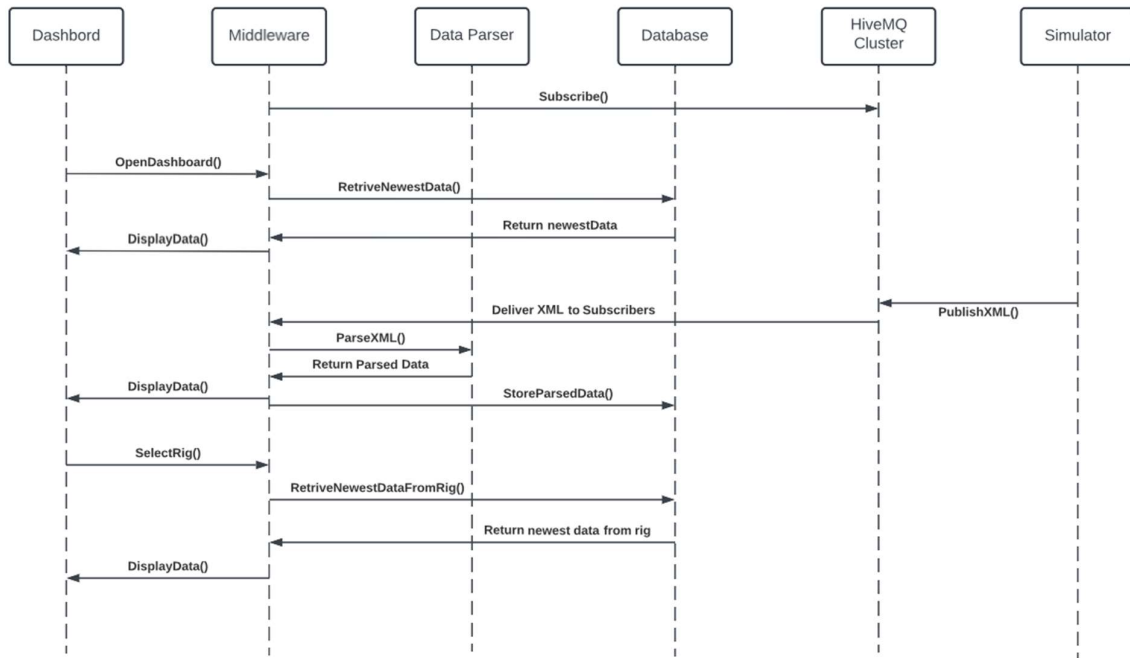 Dashbord
Middleware
Data Parser
Database
HiveMQ
Cluster
Simulator
Subscribe()
OpenDashboard()
RetriveNewestData()
Return newestData
DisplayData()
PublishXML()
Deliver XML to Subscribers
ParseXML()
Return Parsed Data
DisplayData()
StoreParsedData()
SelectRig()
RetriveNewestDataFromRig()
Return newest data from rig
DisplayData()